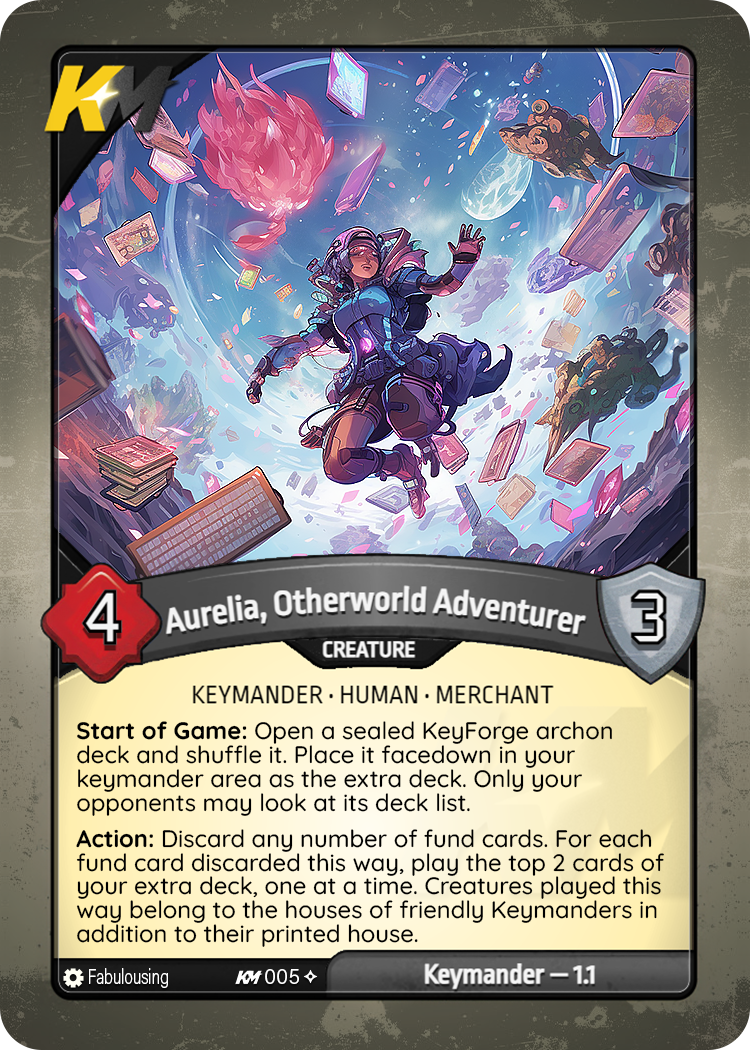 KM
4
Aurelia, Otherworld Adventurer
3
CREATURE
KEYMANDER · HUMAN · MERCHANT
Start of Game: Open a sealed KeyForge archon
deck and shuffle it. Place it facedown in your
keymander area as the extra deck. Only your
opponents may look at its deck list.
Action: Discard any number of fund cards. For each
fund card discarded this way, play the top 2 cards of
your extra deck, one at a time. Creatures played this
way belong to the houses of friendly Keymanders in
addition to their printed house.
Fabulousing
KM 005
Keymander — 1.1